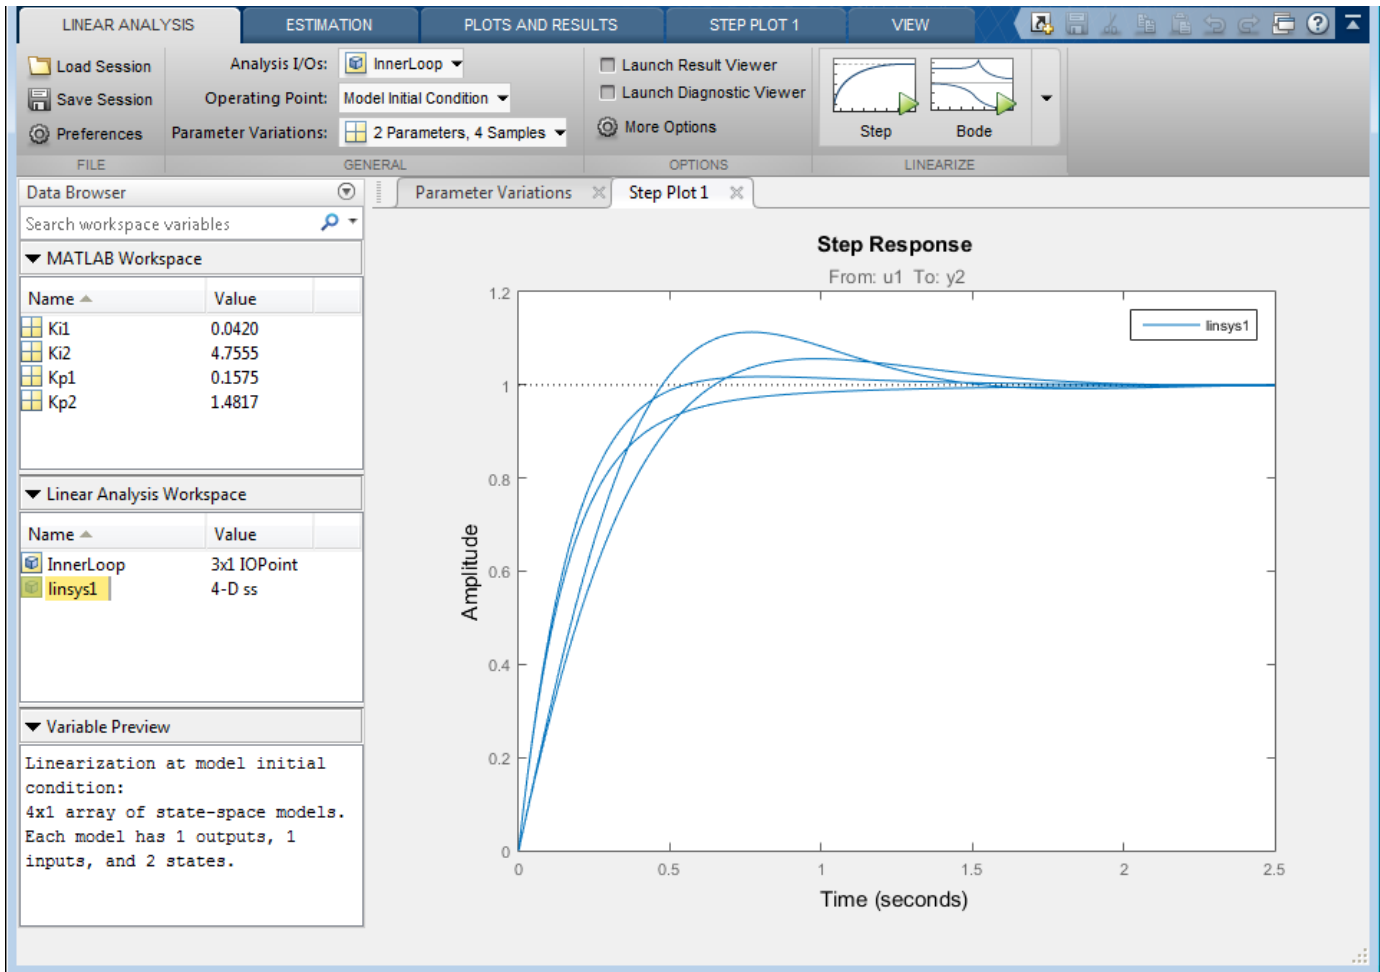 LINEAR ANALYSIS ESTIMATION PLOTS AND RESULTS STEP PLOT 1 VIEW
Load Session
Save Session
Preferences
FILE
Analysis I/Os: InnerLoop
Operating Point: Model Initial Condition
Parameter Variations: 2 Parameters, 4 Samples
GENERAL
Launch Result Viewer
Launch Diagnostic Viewer
More Options
OPTIONS
Step Bode
LINEARIZE
Data Browser
Search workspace variables
MATLAB Workspace
Name Value
Ki1 0.0420
Ki2 4.7555
Kp1 0.1575
Kp2 1.4817
Linear Analysis Workspace
Name Value
InnerLoop 3x1 IOPoint
linsys1 4-D ss
Variable Preview
Linearization at model initial
condition:
4x1 array of state-space models.
Each model has 1 outputs, 1
inputs, and 2 states.
Parameter Variations Step Plot 1
Step Response
From: u1 To: y2
linsys1
Amplitude
1.2
1
0.8
0.6
0.4
0.2
0
0 0.5 1 1.5 2 2.5
Time (seconds)